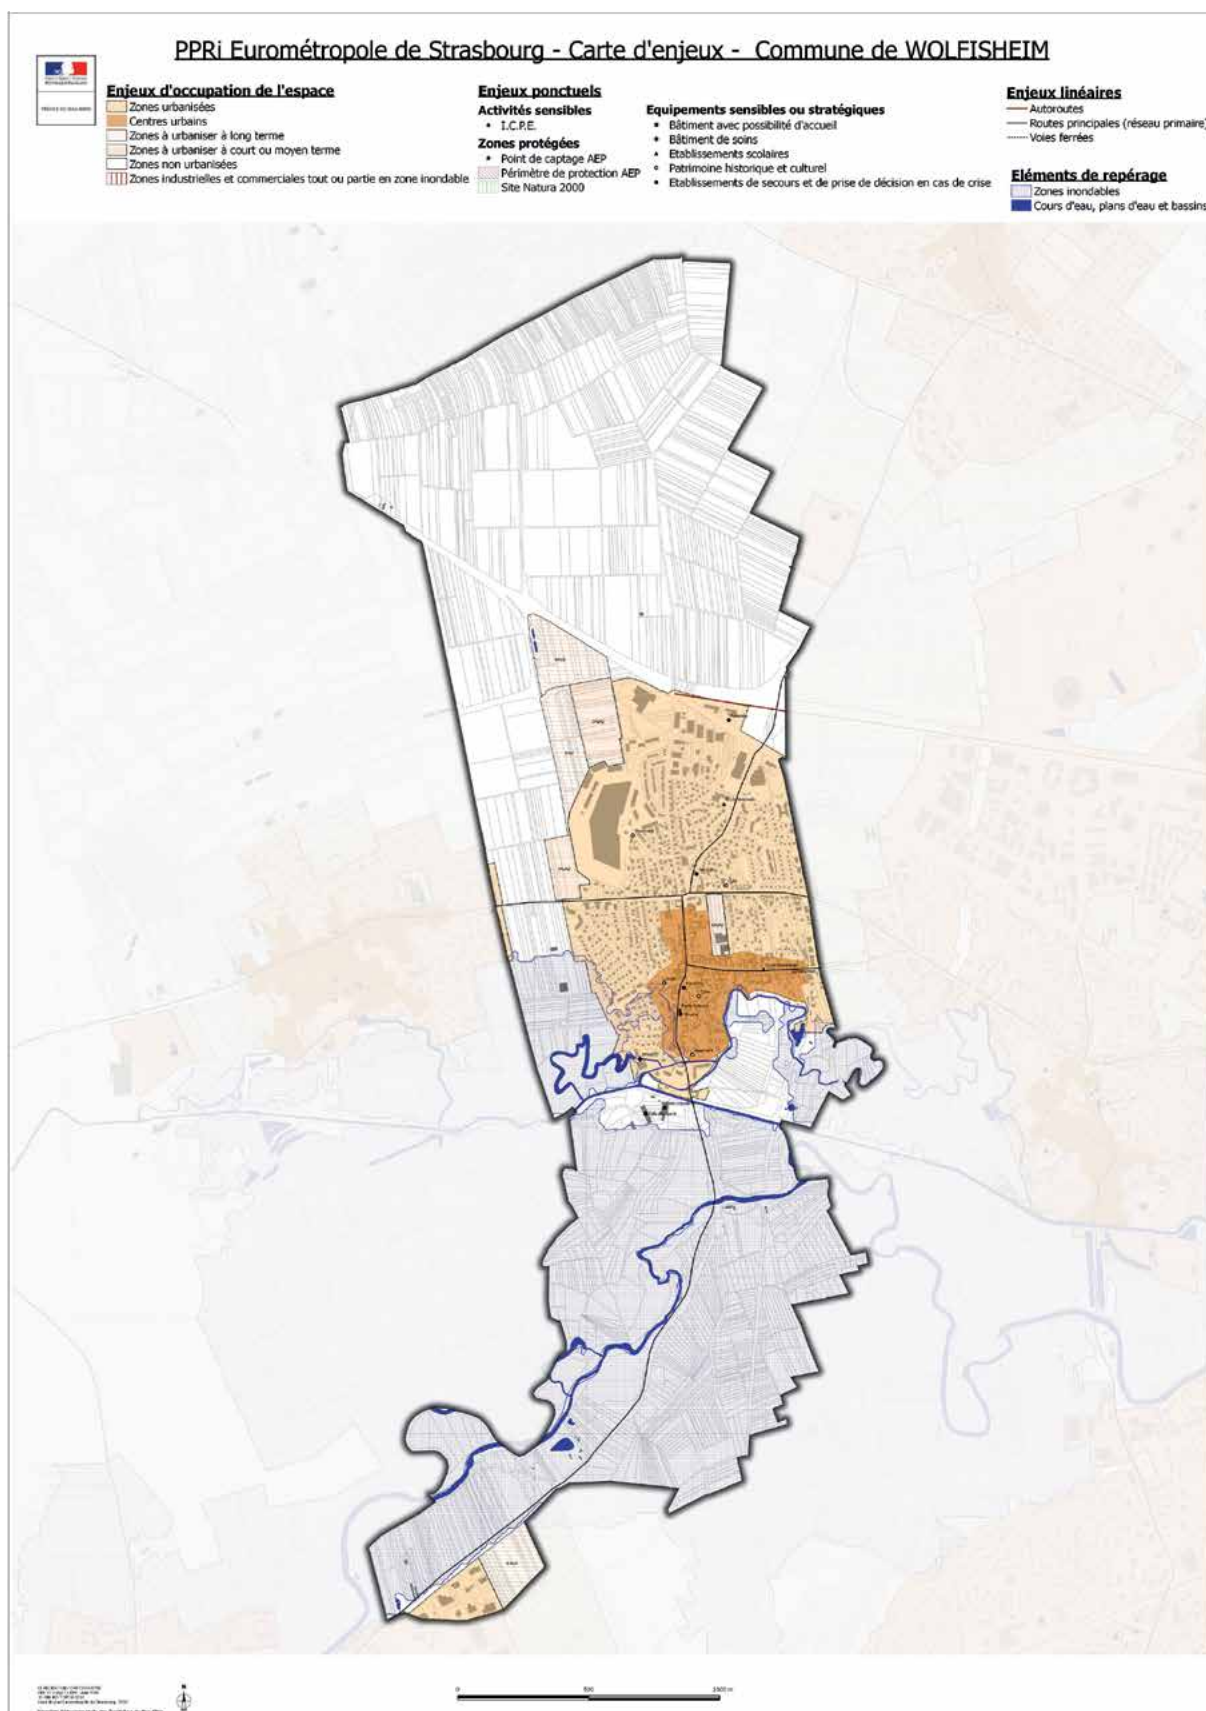 PPRi Eurométropole de Strasbourg - Carte d'enjeux - Commune de WOLFISHEIM
Enjeux d'occupation de l'espace
Zones urbanisées
Centres urbains
Zones à urbaniser à long terme
Zones à urbaniser à court ou moyen terme
Zones non urbanisées
Zones industrielles et commerciales tout ou partie en zone inondable
Enjeux ponctuels
Activités sensibles
I.C.P.E.
Zones protégées
Point de captage AEP
Périmètre de protection AEP
Site Natura 2000
Equipements sensibles ou stratégiques
Bâtiment avec possibilité d'accueil
Bâtiment de soins
Etablissements scolaires
Patrimoine historique et culturel
Etablissements de secours et de prise de décision en cas de crise
Enjeux linéaires
Autoroutes
Routes principales (réseau primaire)
Voies ferrées
Eléments de repérage
Zones inondables
Cours d'eau, plans d'eau et bassins
N
0 500 1000 m